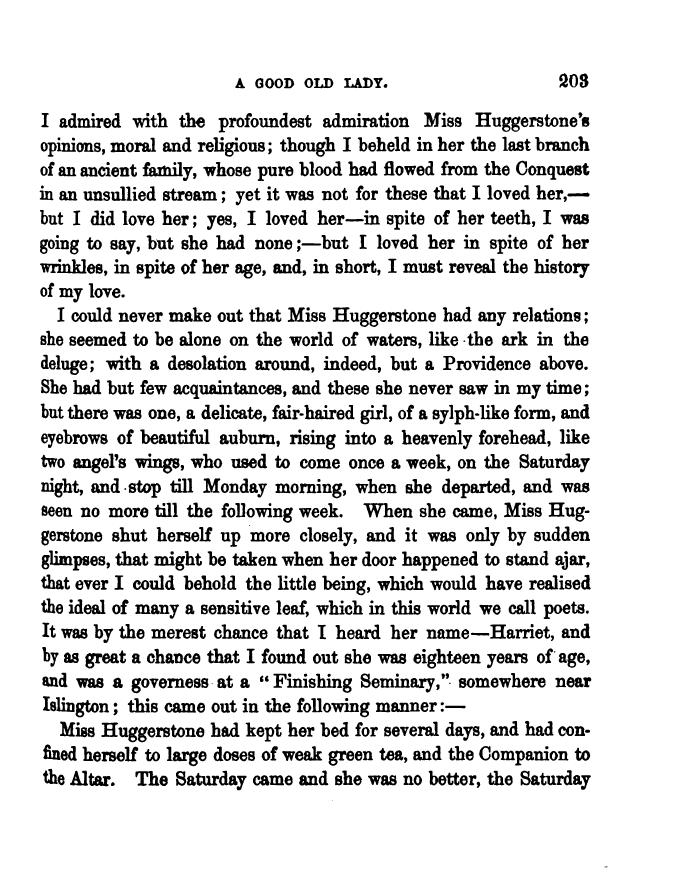 A GOOD OLD LADY. 203
I admired with the profoundest admiration Miss Huggerstone's
opinions, moral and religious; though I beheld in her the last branch
of an ancient family, whose pure blood had flowed from the Conquest
in an unsullied stream; yet it was not for these that I loved her,—
but I did love her; yes, I loved her—in spite of her teeth, I was
going to say, but she had none;—but I loved her in spite of her
wrinkles, in spite of her age, and, in short, I must reveal the history
of my love.
I could never make out that Miss Huggerstone had any relations;
she seemed to be alone on the world of waters, like the ark in the
deluge; with a desolation around, indeed, but a Providence above.
She had but few acquaintances, and these she never saw in my time;
but there was one, a delicate, fair-haired girl, of a sylph-like form, and
eyebrows of beautiful auburn, rising into a heavenly forehead, like
two angel's wings, who used to come once a week, on the Saturday
night, and stop till Monday morning, when she departed, and was
seen no more till the following week. When she came, Miss Hug-
gerstone shut herself up more closely, and it was only by sudden
glimpses, that might be taken when her door happened to stand ajar,
that ever I could behold the little being, which would have realised
the ideal of many a sensitive leaf, which in this world we call poets.
It was by the merest chance that I heard her name—Harriet, and
by as great a chance that I found out she was eighteen years of age,
and was a governess at a "Finishing Seminary," somewhere near
Islington; this came out in the following manner:—
Miss Huggerstone had kept her bed for several days, and had con-
fined herself to large doses of weak green tea, and the Companion to
the Altar. The Saturday came and she was no better, the Saturday